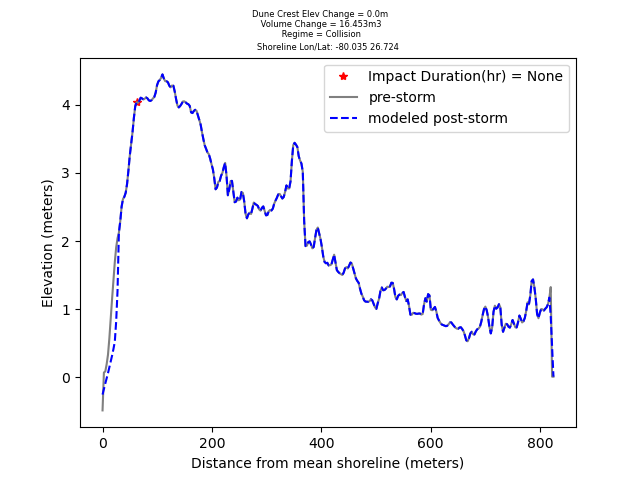 Dune Crest Elev Change = 0.0m
Volume Change = 16.453m3
Regime = Collision
Shoreline Lon/Lat: -80.035 26.724
Impact Duration(hr) = None
pre-storm
modeled post-storm
4
3
2
1
0
Elevation (meters)
0 200 400 600 800
Distance from mean shoreline (meters)